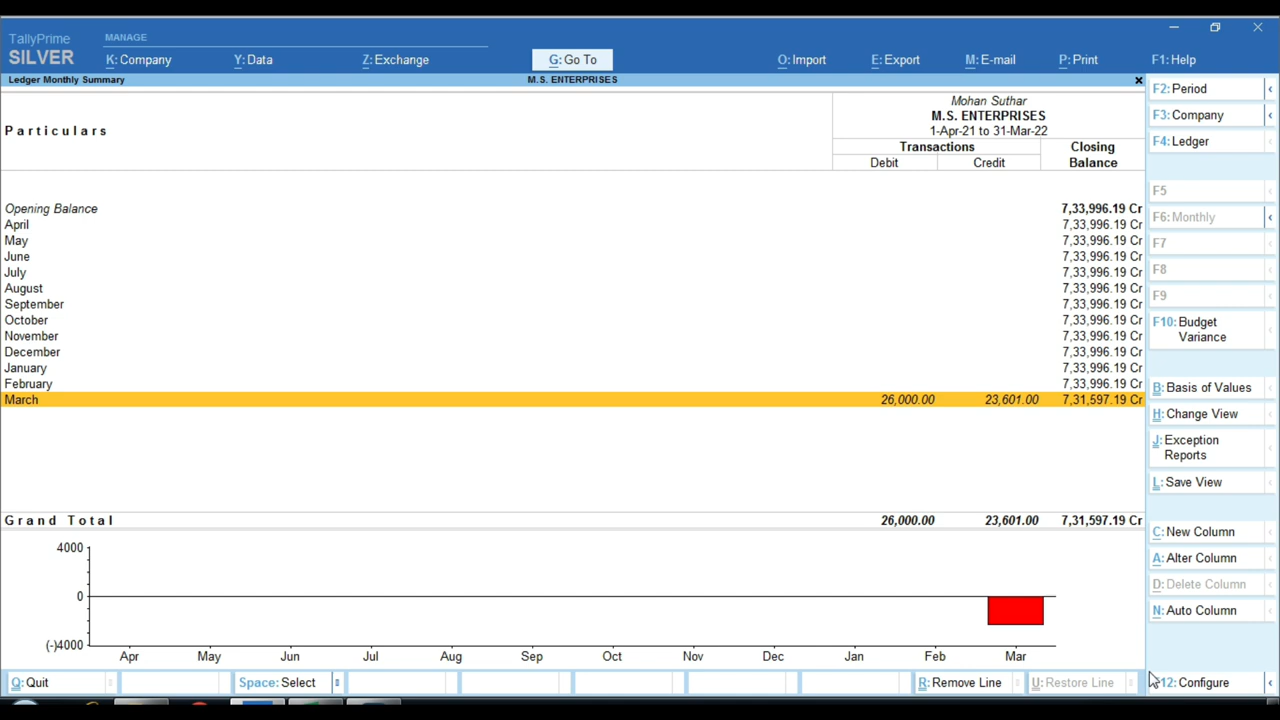 TallyPrime
SILVER
MANAGE
K: Company
Y: Data
Z: Exchange
G: Go To
O: Import
E: Export
M: E-mail
P: Print
F1: Help
Ledger Monthly Summary
M.S. ENTERPRISES
Particulars
Mohan Suthar
M.S. ENTERPRISES
1-Apr-21 to 31-Mar-22
Transactions Closing
Debit Credit Balance
Opening Balance 7,33,996.19 Cr
April 7,33,996.19 Cr
May 7,33,996.19 Cr
June 7,33,996.19 Cr
July 7,33,996.19 Cr
August 7,33,996.19 Cr
September 7,33,996.19 Cr
October 7,33,996.19 Cr
November 7,33,996.19 Cr
December 7,33,996.19 Cr
January 7,33,996.19 Cr
February 7,33,996.19 Cr
March 26,000.00 23,601.00 7,31,597.19 Cr
Grand Total 26,000.00 23,601.00 7,31,597.19 Cr
4000
0
(-)4000
Apr May Jun Jul Aug Sep Oct Nov Dec Jan Feb Mar
Q: Quit
Space: Select
R: Remove Line
U: Restore Line
F2: Period
F3: Company
F4: Ledger
F5
F6: Monthly
F7
F8
F9
F10: Budget
Variance
B: Basis of Values
H: Change View
J: Exception
Reports
L: Save View
C: New Column
A: Alter Column
D: Delete Column
N: Auto Column
12: Configure